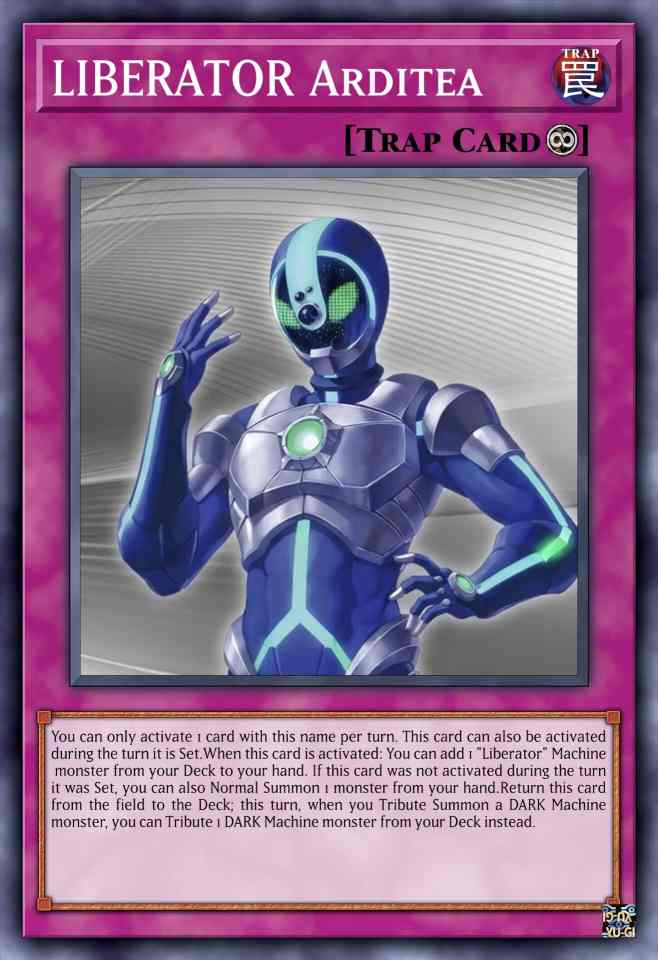 LIBERATOR ARDITEA
TRAP
罠
[TRAP CARD]
You can only activate 1 card with this name per turn. This card can also be activated
during the turn it is Set.When this card is activated: You can add 1 "Liberator" Machine
monster from your Deck to your hand. If this card was not activated during the turn
it was Set, you can also Normal Summon 1 monster from your hand.Return this card
from the field to the Deck; this turn, when you Tribute Summon a DARK Machine
monster, you can Tribute 1 DARK Machine monster from your Deck instead.
YU-GI